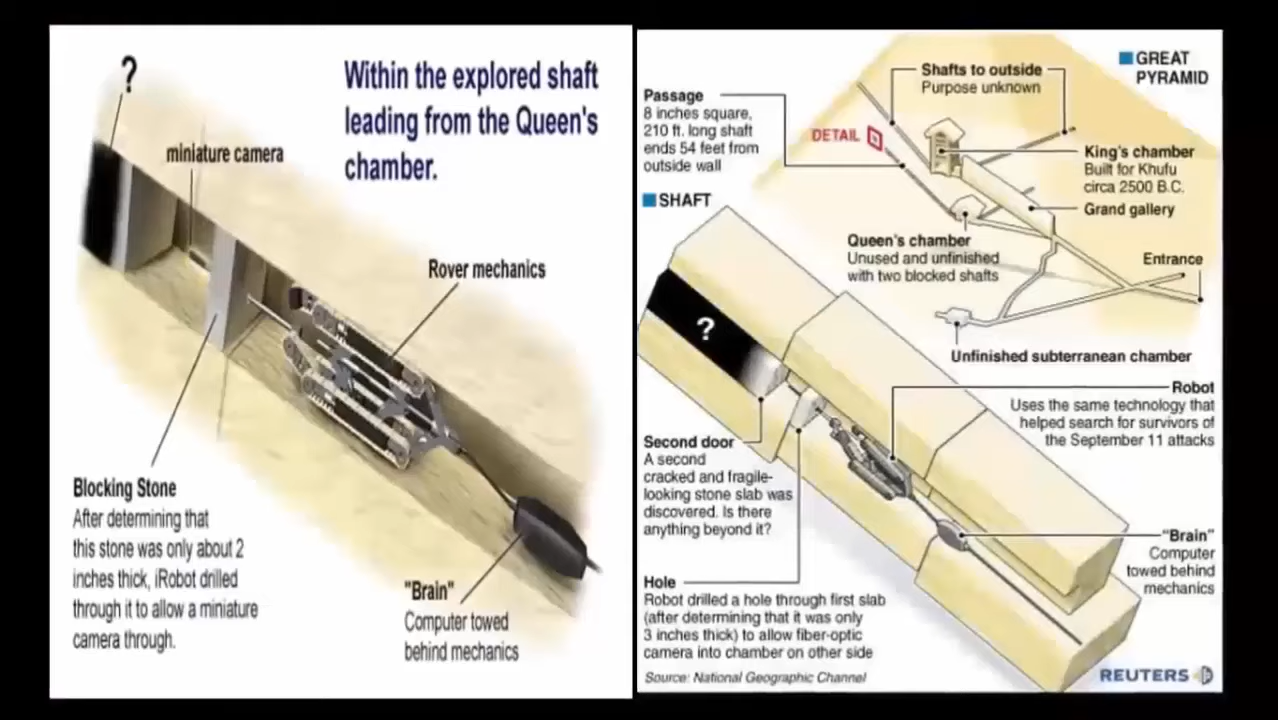 ?
Within the explored shaft
leading from the Queen's
chamber.
miniature camera
Rover mechanics
Blocking Stone
After determining that
this stone was only about 2
inches thick, iRobot drilled
through it to allow a miniature
camera through.
"Brain"
Computer towed
behind mechanics
GREAT
PYRAMID
Shafts to outside
Purpose unknown
Passage
8 inches square,
210 ft. long shaft
ends 54 feet from
outside wall
DETAIL
King's chamber
Built for Khufu
circa 2500 B.C.
Grand gallery
SHAFT
Queen's chamber
Unused and unfinished
with two blocked shafts
Entrance
Unfinished subterranean chamber
?
Robot
Uses the same technology that
helped search for survivors of
the September 11 attacks
Second door
A second
cracked and fragile-
looking stone slab was
discovered. Is there
anything beyond it?
"Brain"
Computer
towed behind
mechanics
Hole
Robot drilled a hole through first slab
(after determining that it was only
3 inches thick) to allow fiber-optic
camera into chamber on other side
Source: National Geographic Channel
REUTERS